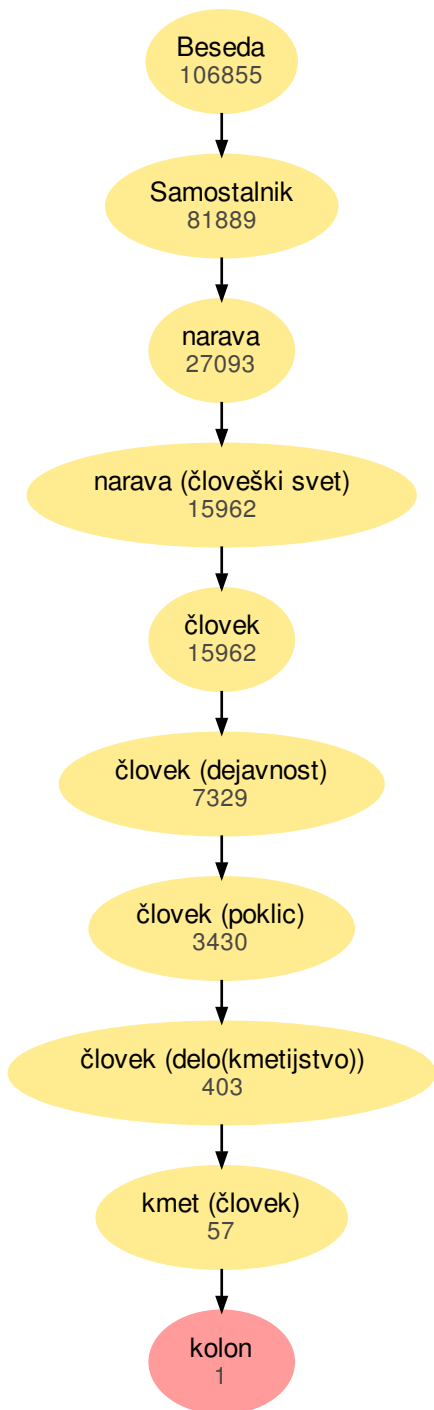 Beseda
106855
Samostalnik
81889
narava
27093
narava (človeški svet)
15962
človek
15962
človek (dejavnost)
7329
človek (poklic)
3430
človek (delo(kmetijstvo))
403
kmet (človek)
57
kolon
1